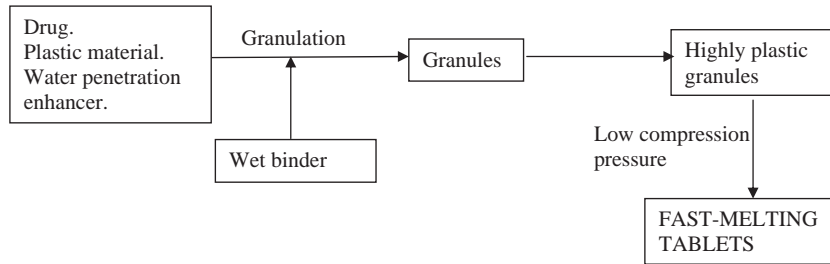 Drug.
Plastic material.
Water penetration
enhancer.
Granulation
Wet binder
Granules
Highly plastic
granules
Low compression
pressure
FAST-MELTING
TABLETS